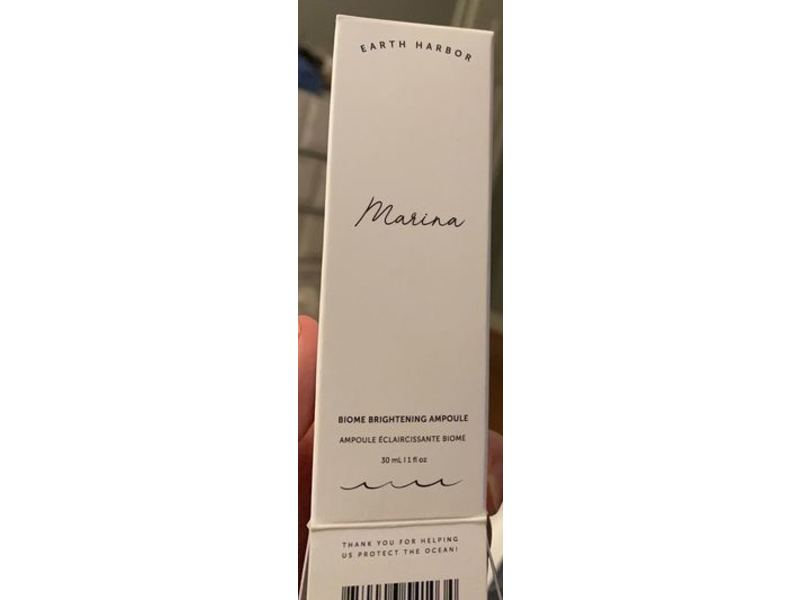 EARTH HARBOR
Marina
BIOME BRIGHTENING AMPOULE
AMPOULE ÉCLAIRCISSANTE BIOME
30 mL | 1 fl oz
THANK YOU FOR HELPING
US PROTECT THE OCEAN!